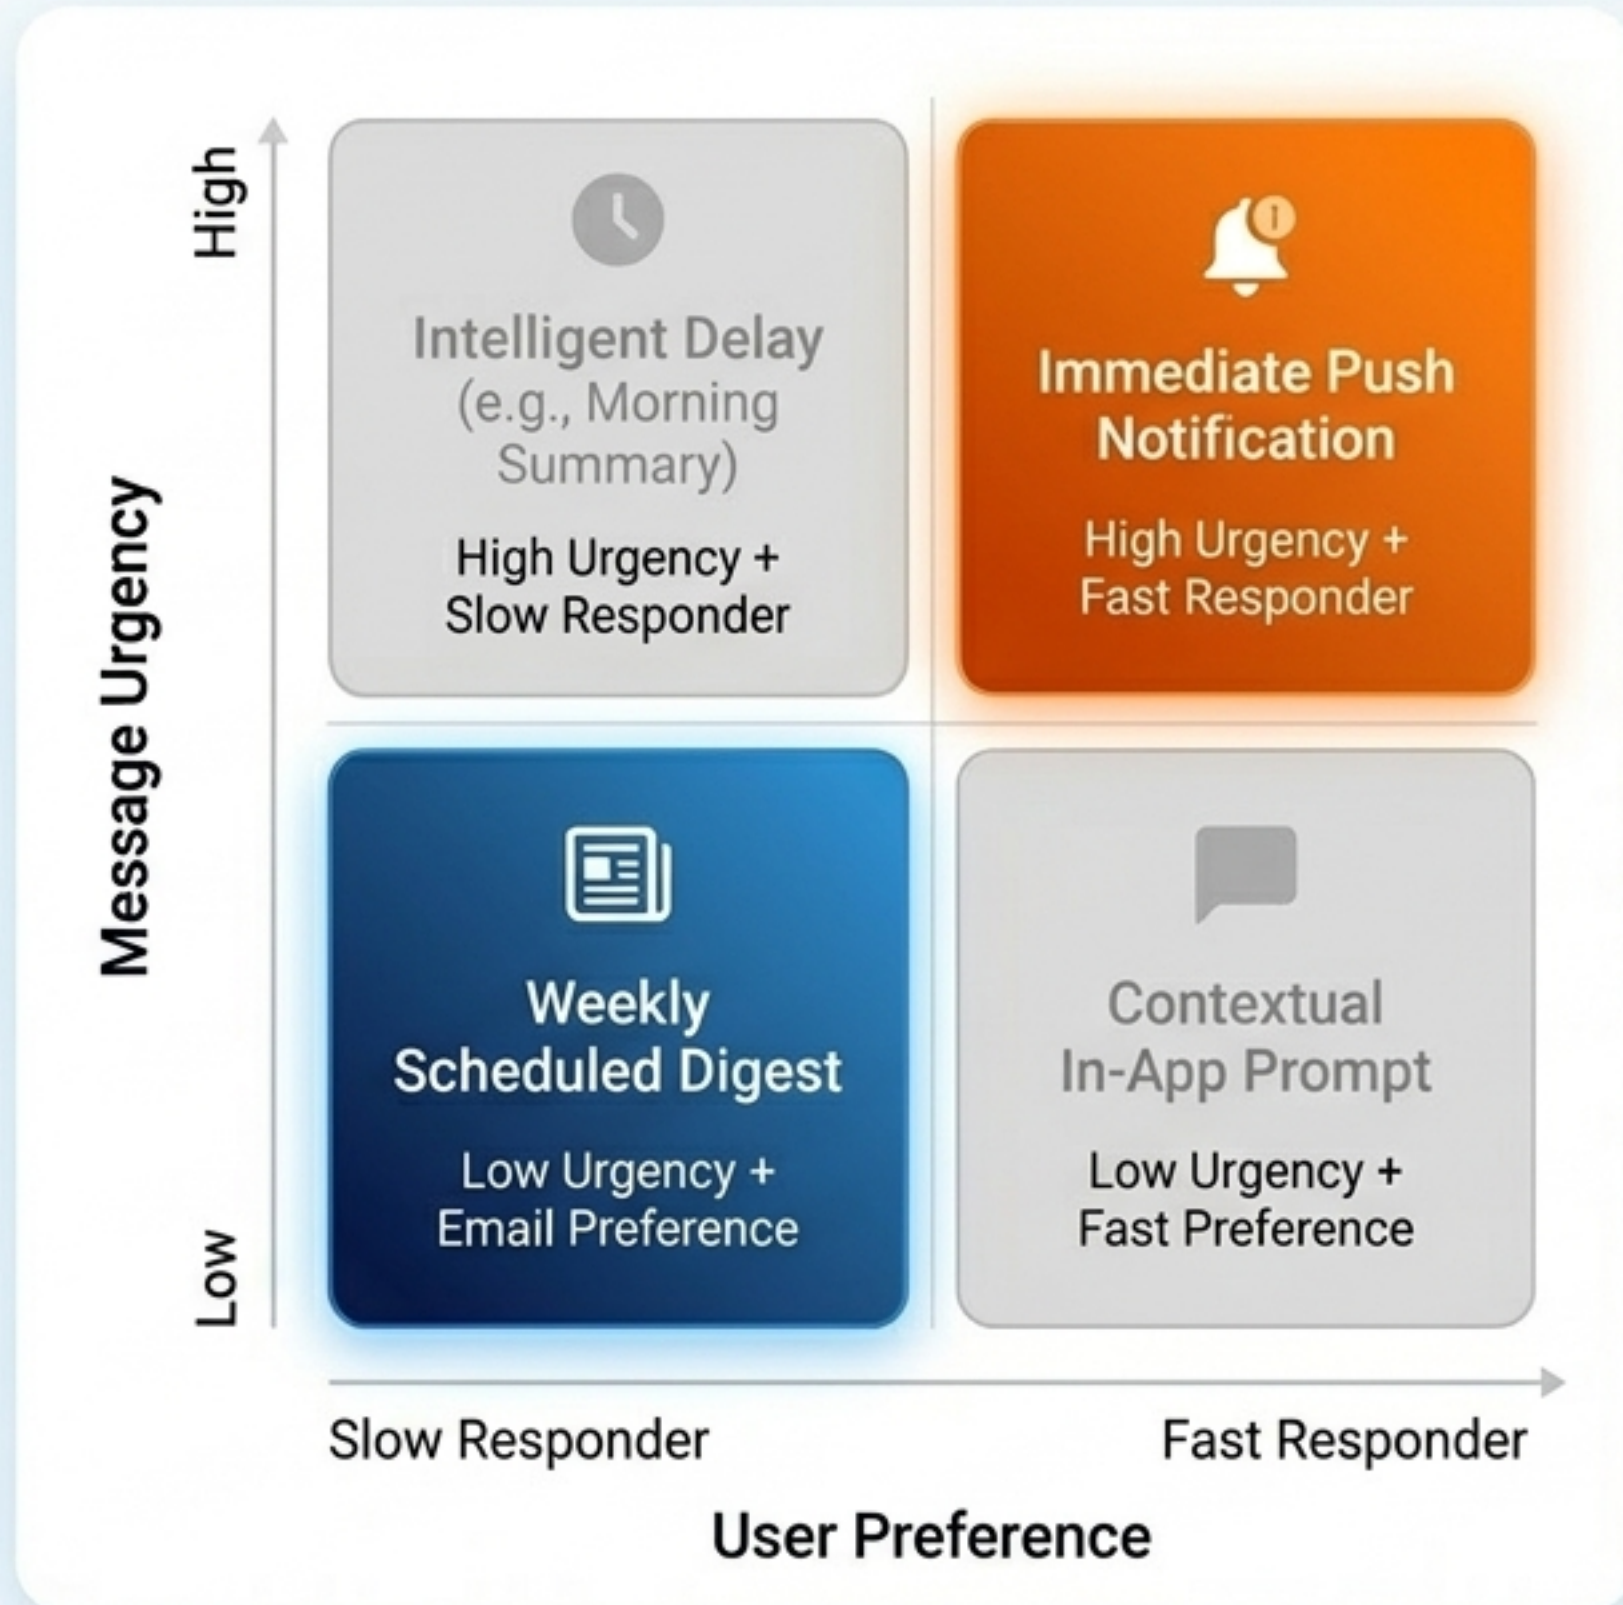 High
Intelligent Delay
(e.g., Morning
Summary)
High Urgency +
Slow Responder
Immediate Push
Notification
High Urgency +
Fast Responder
Message Urgency
Weekly
Scheduled Digest
Low Urgency +
Email Preference
Contextual
In-App Prompt
Low Urgency +
Fast Preference
Low
Slow Responder
Fast Responder
User Preference